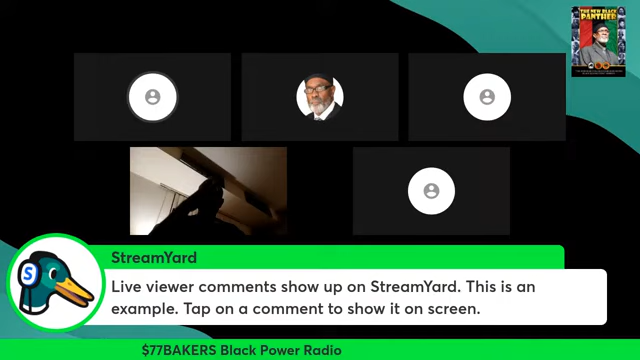 THE NEW BLACK
PANTHER
StreamYard
Live viewer comments show up on StreamYard. This is an
example. Tap on a comment to show it on screen.
S
$77BAKERS Black Power Radio